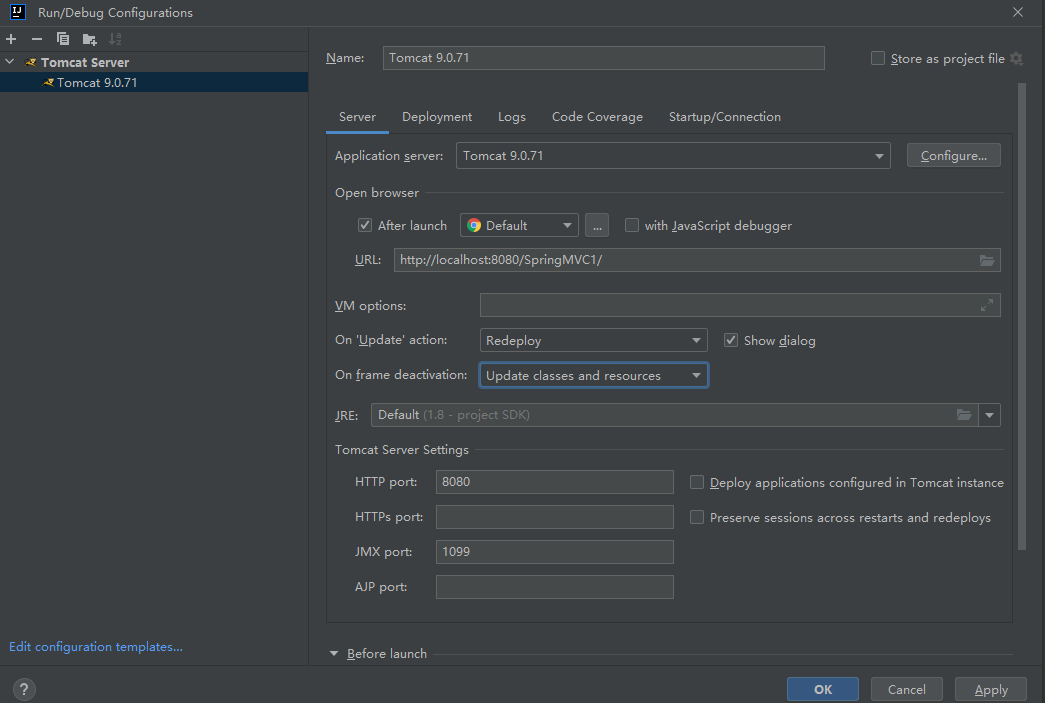 Run/Debug Configurations
Tomcat Server
Tomcat 9.0.71
Name: Tomcat 9.0.71 Store as project file
Server Deployment Logs Code Coverage Startup/Connection
Application server: Tomcat 9.0.71 Configure...
Open browser
After launch Default ... with JavaScript debugger
URL: http://localhost:8080/SpringMVC1/
VM options:
On 'Update' action: Redeploy Show dialog
On frame deactivation: Update classes and resources
JRE: Default (1.8 - project SDK)
Tomcat Server Settings
HTTP port: 8080 Deploy applications configured in Tomcat instance
HTTPs port: Preserve sessions across restarts and redeploys
JMX port: 1099
AJP port:
Edit configuration templates...
Before launch
? OK Cancel Apply